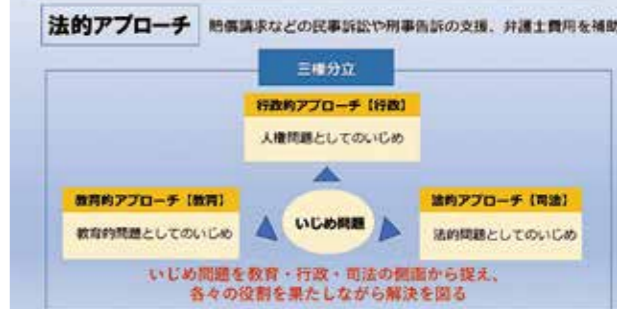 法的アプローチ
賠償請求などの民事訴訟や刑事告訴の支援、弁護士費用を補助
三権分立
行政的アプローチ【行政】
人権問題としてのいじめ
教育的アプローチ【教育】
教育的問題としてのいじめ
いじめ問題
法的アプローチ【司法】
法的問題としてのいじめ
いじめ問題を教育・行政・司法の側面から捉え、
各々の役割を果たしながら解決を図る